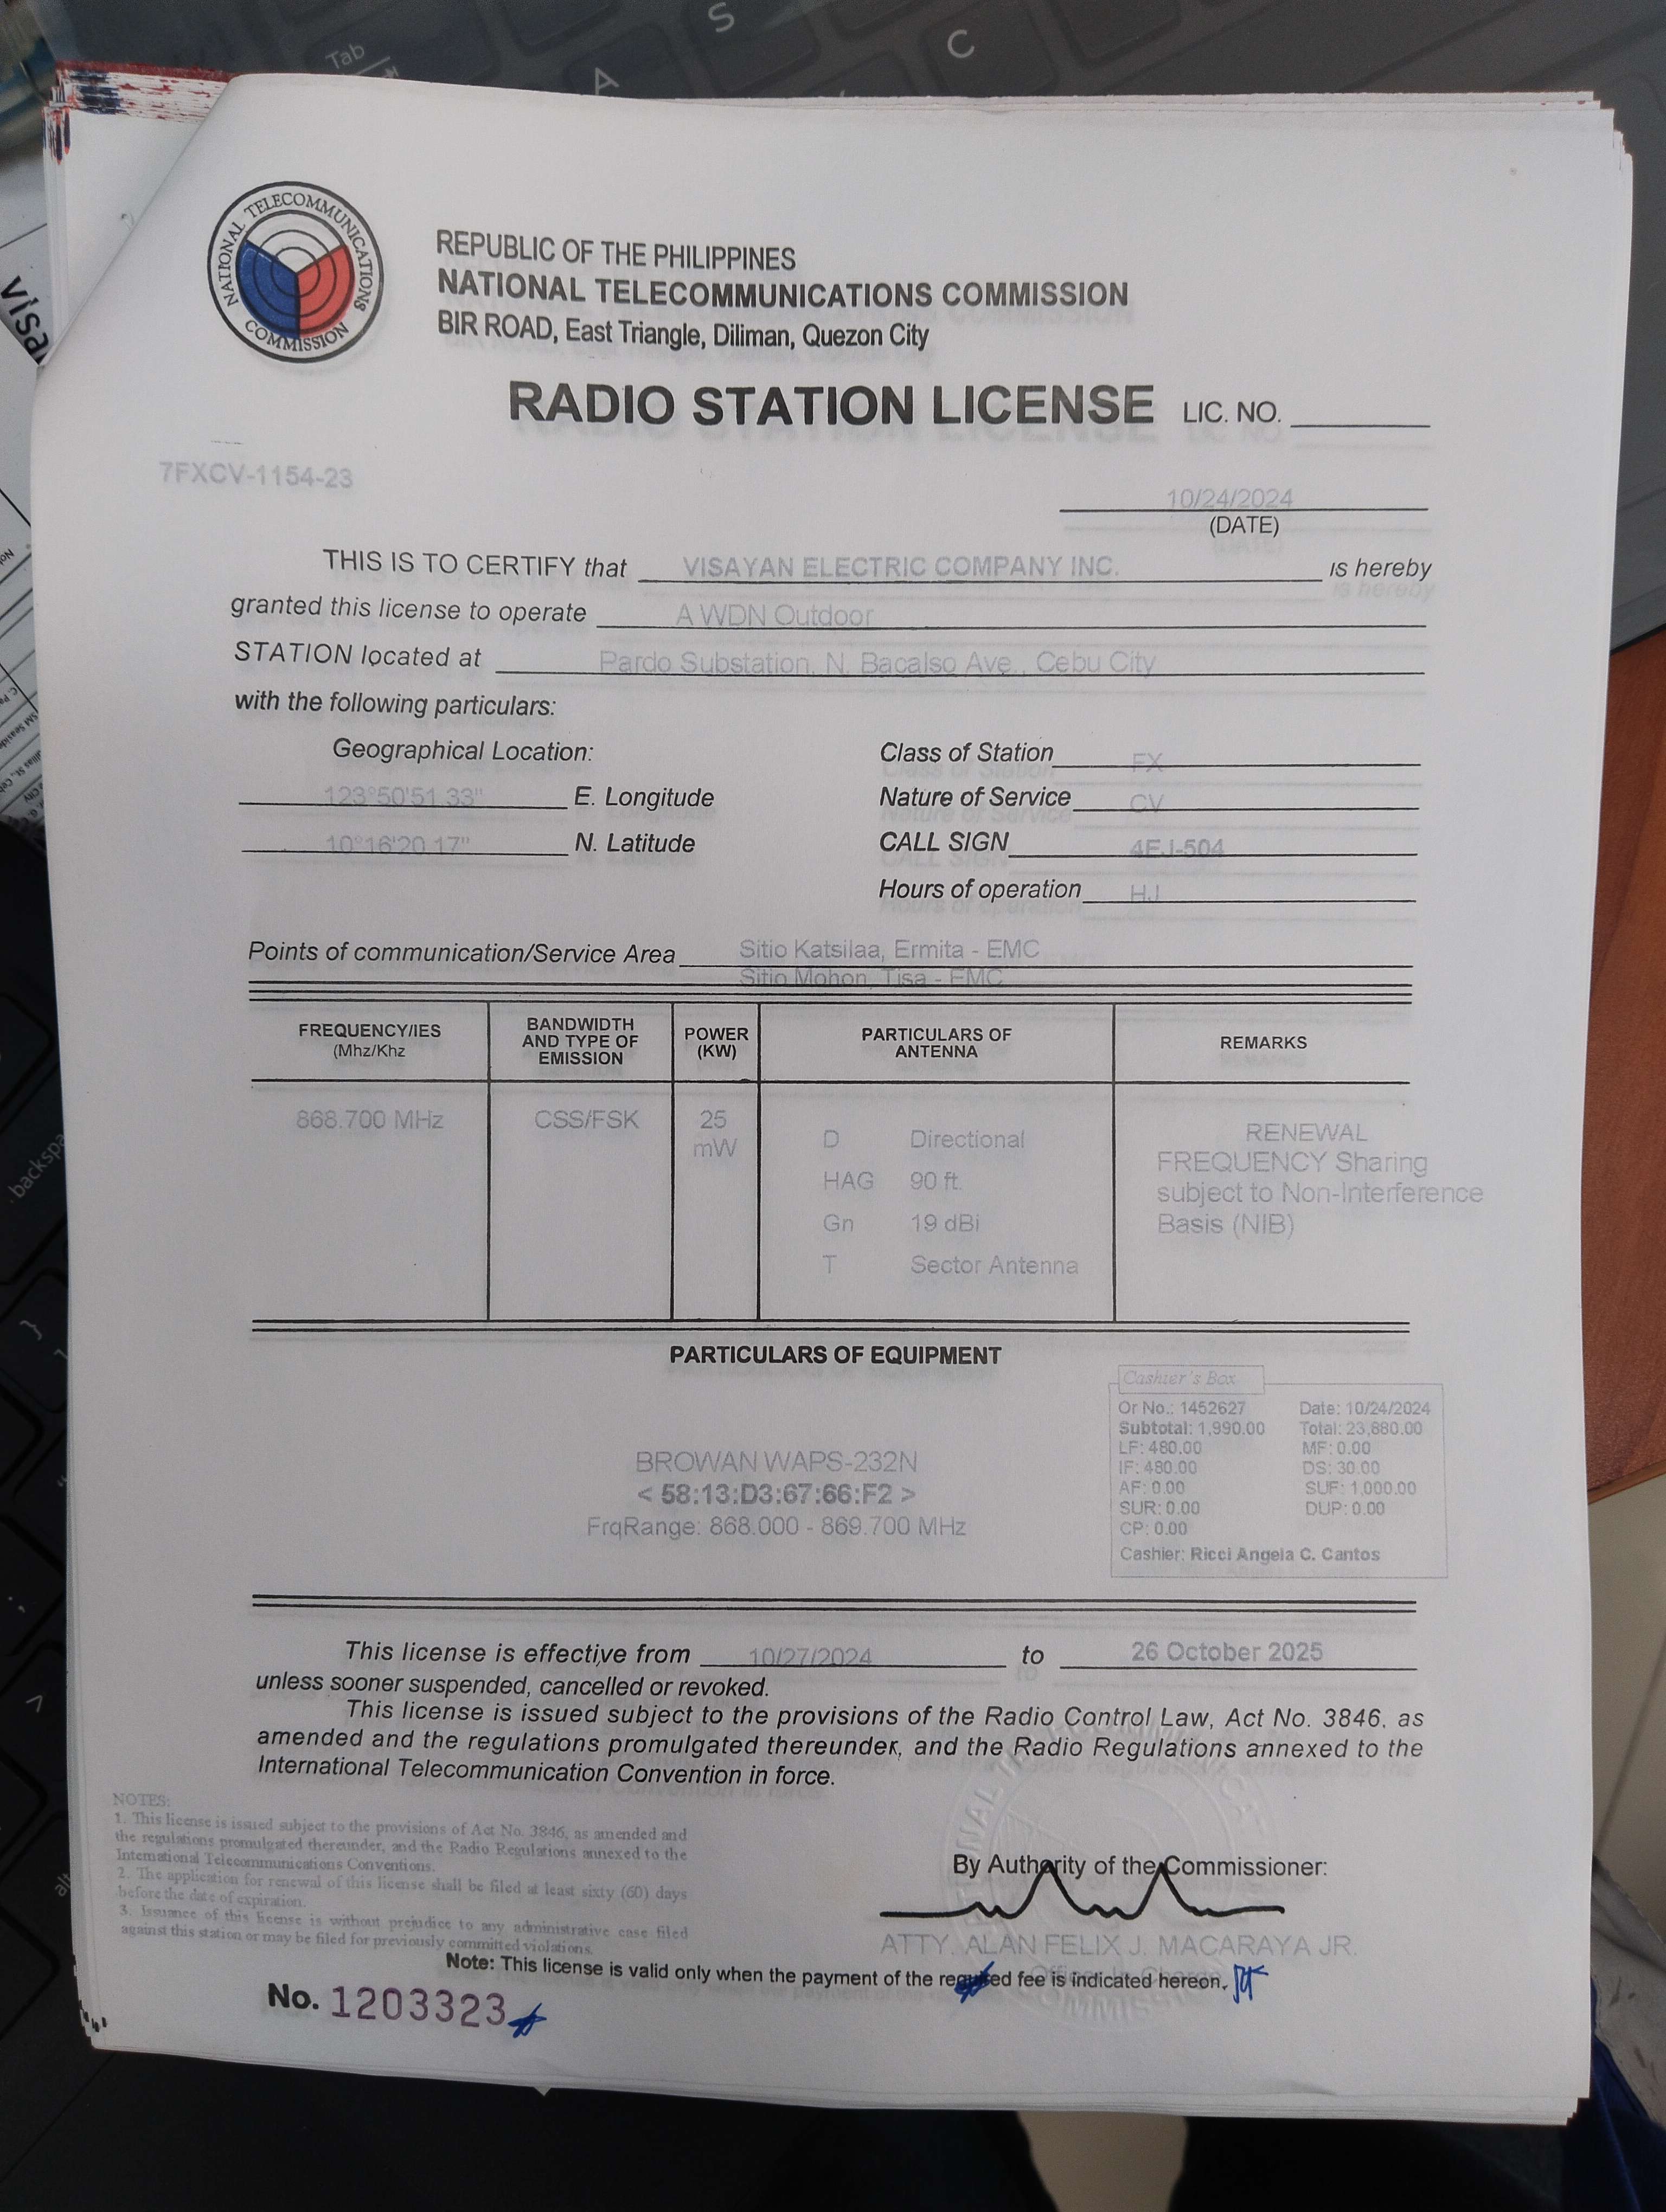 Tab
S
A
C
NATIONAL TELECOMMUNICATIONS COMMISSION
REPUBLIC OF THE PHILIPPINES
NATIONAL TELECOMMUNICATIONS COMMISSION
BIR ROAD, East Triangle, Diliman, Quezon City
RADIO STATION LICENSE LIC. NO.
7FXCV-1154-23
10/24/2024
(DATE)
THIS IS TO CERTIFY that VISAYAN ELECTRIC COMPANY INC. is hereby
granted this license to operate A WDN Outdoor
STATION located at Pardo Substation, N. Bacalso Ave., Cebu City
with the following particulars:
Geographical Location: Class of Station FX
123°50'51.33" E. Longitude Nature of Service CV
10°16'20.17" N. Latitude CALL SIGN 4EJ-504
Hours of operation HJ
Points of communication/Service Area Sitio Katsilaa, Ermita - EMC
Sitio Mohon, Tisa - EMC
FREQUENCY/IES (Mhz/Khz BANDWIDTH AND TYPE OF EMISSION POWER (KW) PARTICULARS OF ANTENNA REMARKS
868.700 MHz CSS/FSK 25 mW
D Directional
HAG 90 ft.
Gn 19 dBi
T Sector Antenna
RENEWAL
FREQUENCY Sharing
subject to Non-Interference
Basis (NIB)
PARTICULARS OF EQUIPMENT
BROWAN WAPS-232N
< 58:13:D3:67:66:F2 >
FrqRange: 868.000 - 869.700 MHz
Cashier's Box
Or No.: 1452627 Date: 10/24/2024
Subtotal: 1,990.00 Total: 23,880.00
LF: 480.00 MF: 0.00
IF: 480.00 DS: 30.00
AF: 0.00 SUF: 1,000.00
SUR: 0.00 DUP: 0.00
CP: 0.00
Cashier: Ricci Angela C. Cantos
This license is effective from 10/27/2024 to 26 October 2025
unless sooner suspended, cancelled or revoked.
This license is issued subject to the provisions of the Radio Control Law, Act No. 3846, as
amended and the regulations promulgated thereunder, and the Radio Regulations annexed to the
International Telecommunication Convention in force.
NOTES:
1. This license is issued subject to the provisions of Act No. 3846, as amended and
the regulations promulgated thereunder, and the Radio Regulations annexed to the
International Telecommunications Conventions.
2. The application for renewal of this license shall be filed at least sixty (60) days
before the date of expiration.
3. Issuance of this license is without prejudice to any administrative case filed
against this station or may be filed for previously committed violations.
By Authority of the Commissioner:
ATTY. ALAN FELIX J. MACARAYA JR.
Officer-In-Charge
Note: This license is valid only when the payment of the required fee is indicated hereon.
No. 1203323
backspa
alt